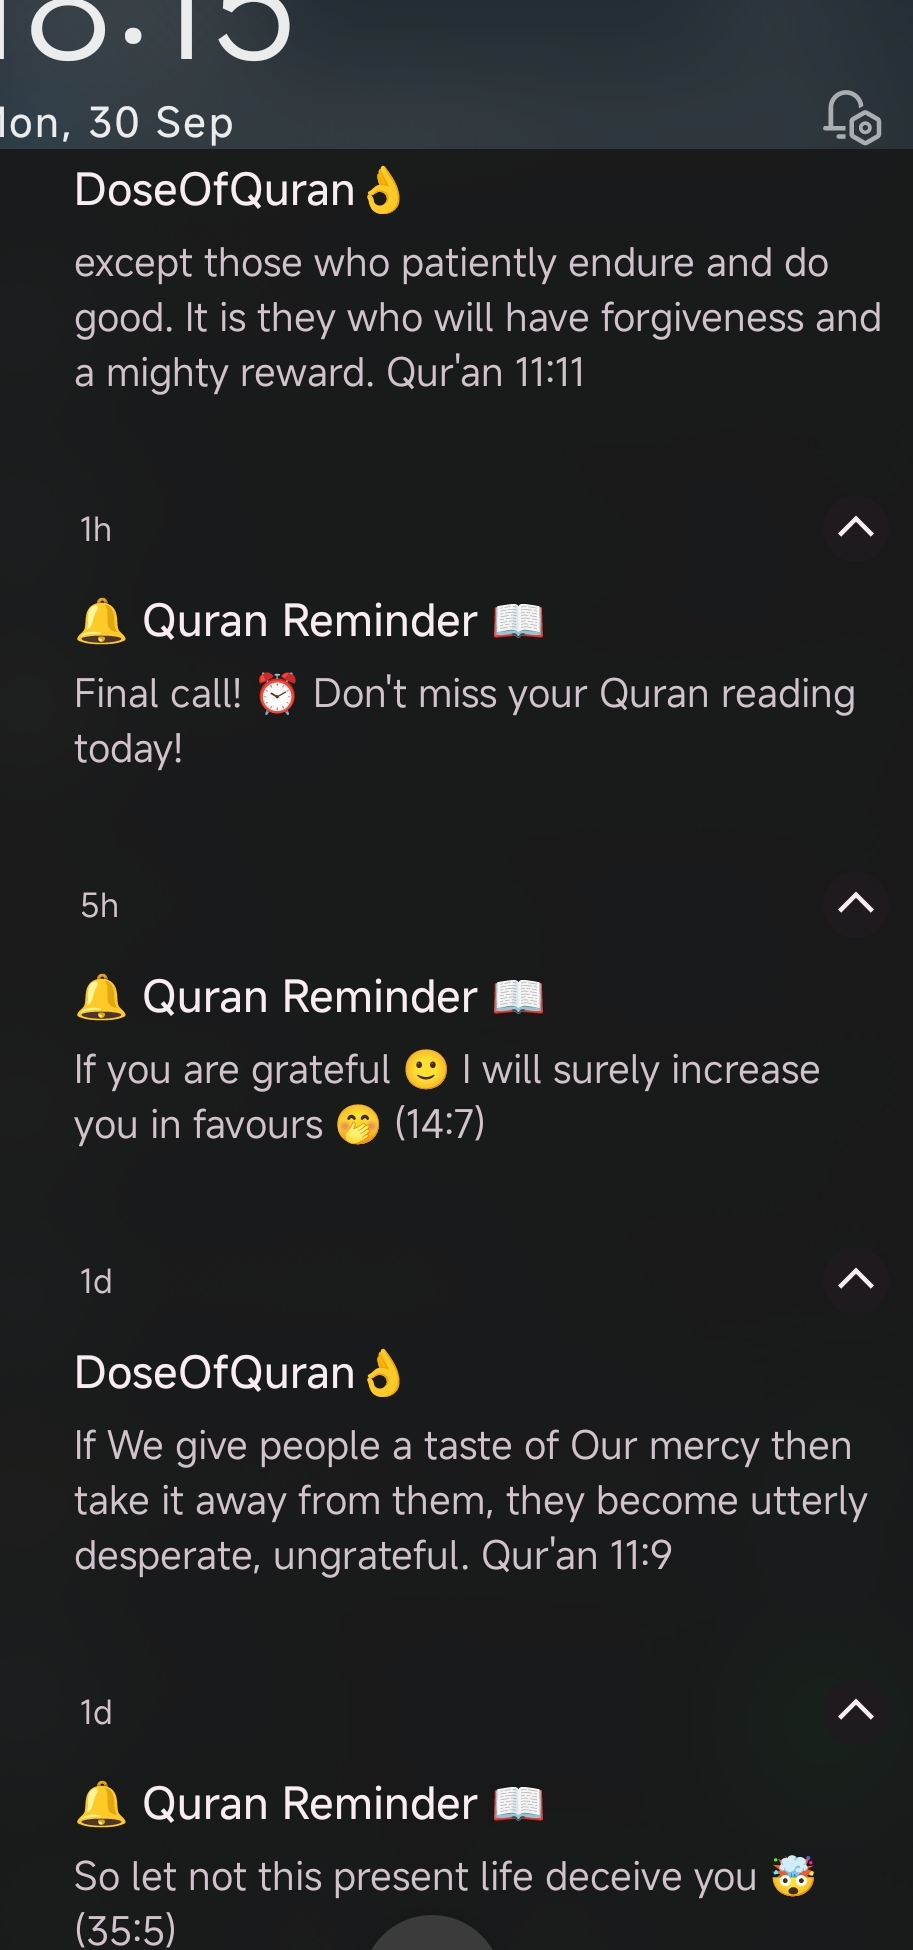 18:15
Mon, 30 Sep
DoseOfQuran👌
except those who patiently endure and do
good. It is they who will have forgiveness and
a mighty reward. Qur'an 11:11
1h
🔔 Quran Reminder 📖
Final call! ⏰ Don't miss your Quran reading
today!
5h
🔔 Quran Reminder 📖
If you are grateful 🙂 I will surely increase
you in favours 🤭 (14:7)
1d
DoseOfQuran👌
If We give people a taste of Our mercy then
take it away from them, they become utterly
desperate, ungrateful. Qur'an 11:9
1d
🔔 Quran Reminder 📖
So let not this present life deceive you 🤯
(35:5)